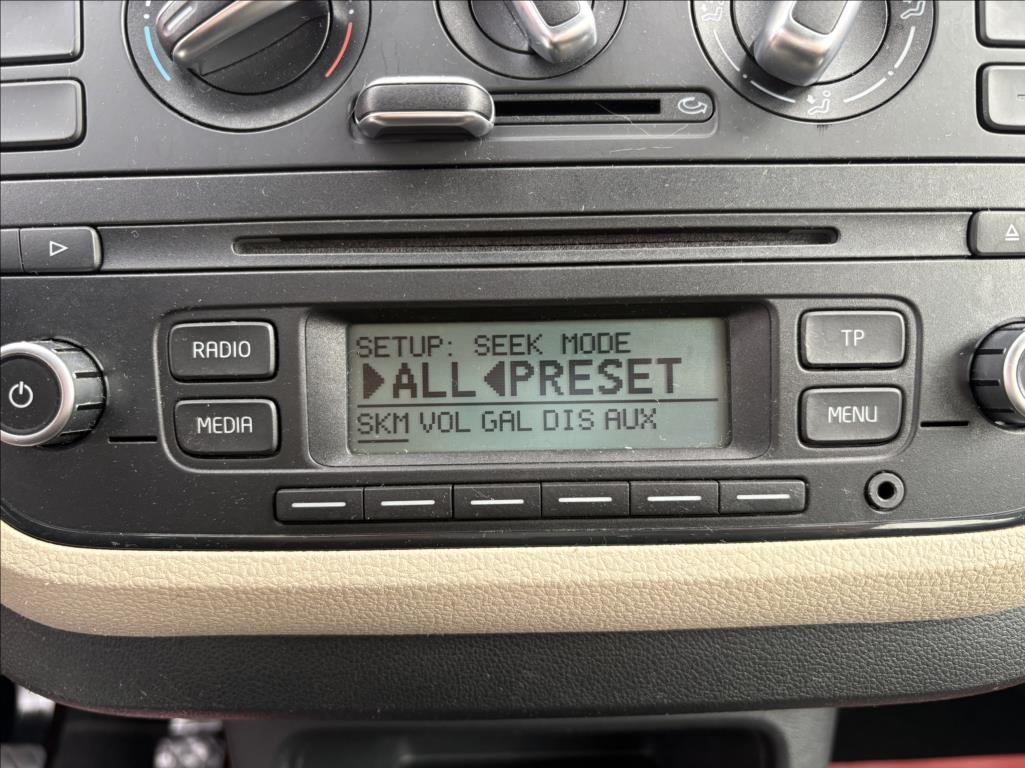 RADIO
MEDIA
SETUP: SEEK MODE
ALL PRESET
SKM VOL GAL DIS AUX
TP
MENU